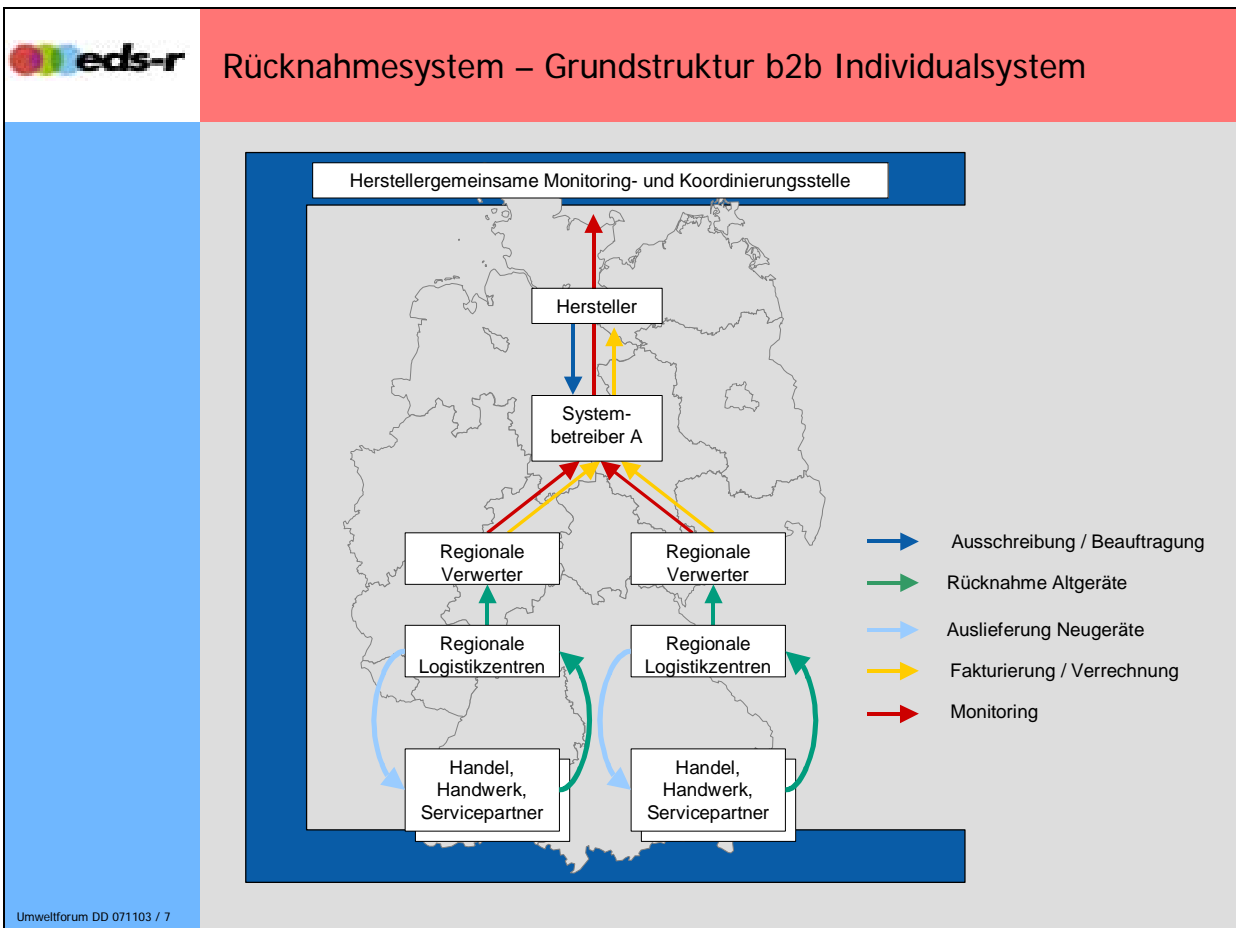 eds-r
Rücknahmesystem – Grundstruktur b2b Individualsystem
Herstellergemeinsame Monitoring- und Koordinierungsstelle
Hersteller
System-
betreiber A
Regionale
Verwerter
Regionale
Verwerter
Regionale
Logistikzentren
Regionale
Logistikzentren
Handel,
Handwerk,
Servicepartner
Handel,
Handwerk,
Servicepartner
Ausschreibung / Beauftragung
Rücknahme Altgeräte
Auslieferung Neugeräte
Fakturierung / Verrechnung
Monitoring
Umweltforum DD 071103 / 7